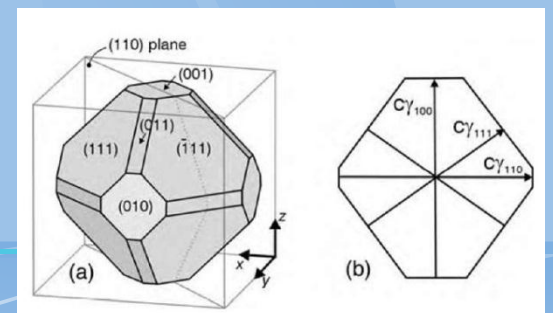 (110) plane
(001)
(011)
(111)
(1̄11)
(010)
z
x
y
(a)
Cγ100
Cγ111
Cγ110
(b)